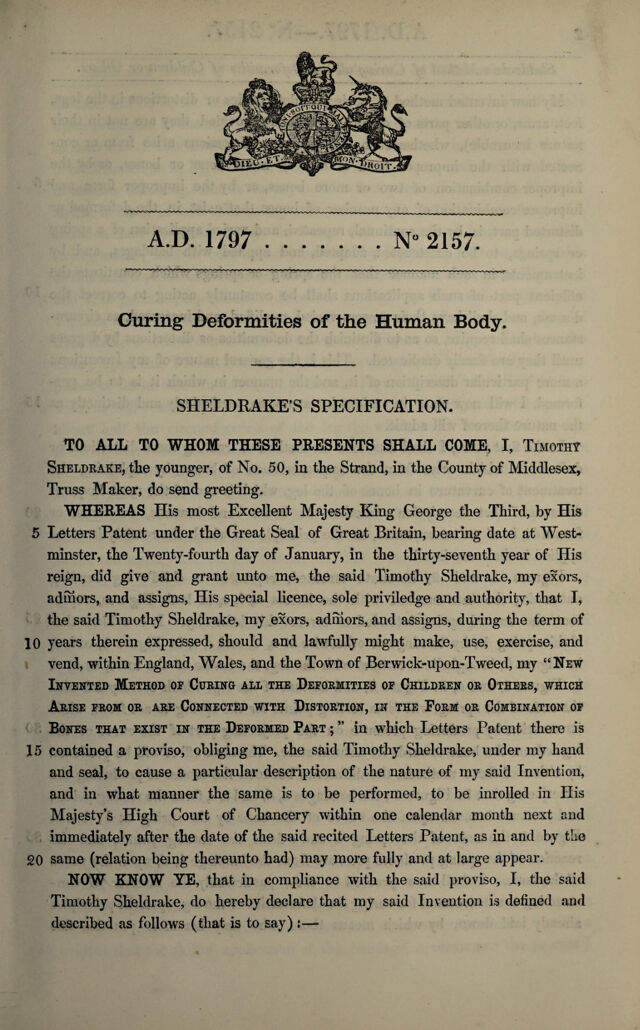 HONI SOIT QUI MAL Y PENSE
DIEU ET MON DROIT.
A.D. 1797 . . . . . . . Nº 2157.
Curing Deformities of the Human Body.
SHELDRAKE'S SPECIFICATION.
TO ALL TO WHOM THESE PRESENTS SHALL COME, I, TIMOTHY
SHELDRAKE, the younger, of No. 50, in the Strand, in the County of Middlesex,
Truss Maker, do send greeting.
WHEREAS His most Excellent Majesty King George the Third, by His
5 Letters Patent under the Great Seal of Great Britain, bearing date at West-
minster, the Twenty-fourth day of January, in the thirty-seventh year of His
reign, did give and grant unto me, the said Timothy Sheldrake, my exors,
admors, and assigns, His special licence, sole priviledge and authority, that I,
the said Timothy Sheldrake, my exors, admors, and assigns, during the term of
10 years therein expressed, should and lawfully might make, use, exercise, and
vend, within England, Wales, and the Town of Berwick-upon-Tweed, my "NEW
INVENTED METHOD OF CURING ALL THE DEFORMITIES OF CHILDREN OR OTHERS, WHICH
ARISE FROM OR ARE CONNECTED WITH DISTORTION, IN THE FORM OR COMBINATION OF
BONES THAT EXIST IN THE DEFORMED PART;" in which Letters Patent there is
15 contained a proviso, obliging me, the said Timothy Sheldrake, under my hand
and seal, to cause a particular description of the nature of my said Invention,
and in what manner the same is to be performed, to be inrolled in His
Majesty's High Court of Chancery within one calendar month next and
immediately after the date of the said recited Letters Patent, as in and by the
20 same (relation being thereunto had) may more fully and at large appear.
NOW KNOW YE, that in compliance with the said proviso, I, the said
Timothy Sheldrake, do hereby declare that my said Invention is defined and
described as follows (that is to say) :—